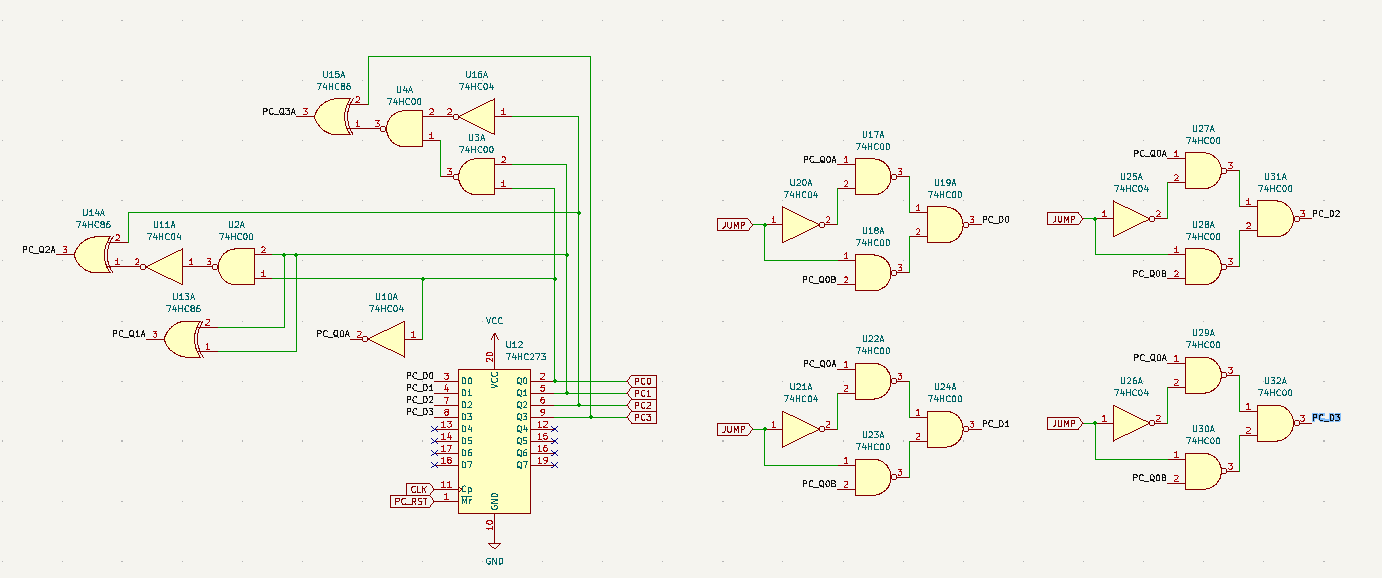 U15A
74HC86
PC_Q3A 3 2 1
U4A
74HC00
3 2 1
U16A
74HC04
2 1
U3A
74HC00
3 2 1
U14A
74HC86
PC_Q2A 3 2 1
U11A
74HC04
2 1
U2A
74HC00
3 2 1
U13A
74HC86
PC_Q1A 3 2 1
U10A
74HC04
PC_Q0A 2 1
VCC
U12
74HC273
20 VCC
PC_D0 3 D0 Q0 2 PC0
PC_D1 4 D1 Q1 5 PC1
PC_D2 7 D2 Q2 6 PC2
PC_D3 8 D3 Q3 9 PC3
13 D4 Q4 12
14 D5 Q5 15
17 D6 Q6 16
18 D7 Q7 19
CLK 11 Cp
PC_RST 1 Mr
GND 10
GND
U17A
74HC00
PC_Q0A 1 2 3
U20A
74HC04
JUMP 1 2
U19A
74HC00
1 2 3 PC_D0
U18A
74HC00
1 3
PC_Q0B 2
U27A
74HC00
PC_Q0A 1 2 3
U25A
74HC04
JUMP 1 2
U31A
74HC00
1 2 3 PC_D2
U28A
74HC00
1 3
PC_Q0B 2
U22A
74HC00
PC_Q0A 1 2 3
U21A
74HC04
JUMP 1 2
U24A
74HC00
1 2 3 PC_D1
U23A
74HC00
1 3
PC_Q0B 2
U29A
74HC00
PC_Q0A 1 2 3
U26A
74HC04
JUMP 1 2
U32A
74HC00
1 2 3 PC_D3
U30A
74HC00
1 3
PC_Q0B 2